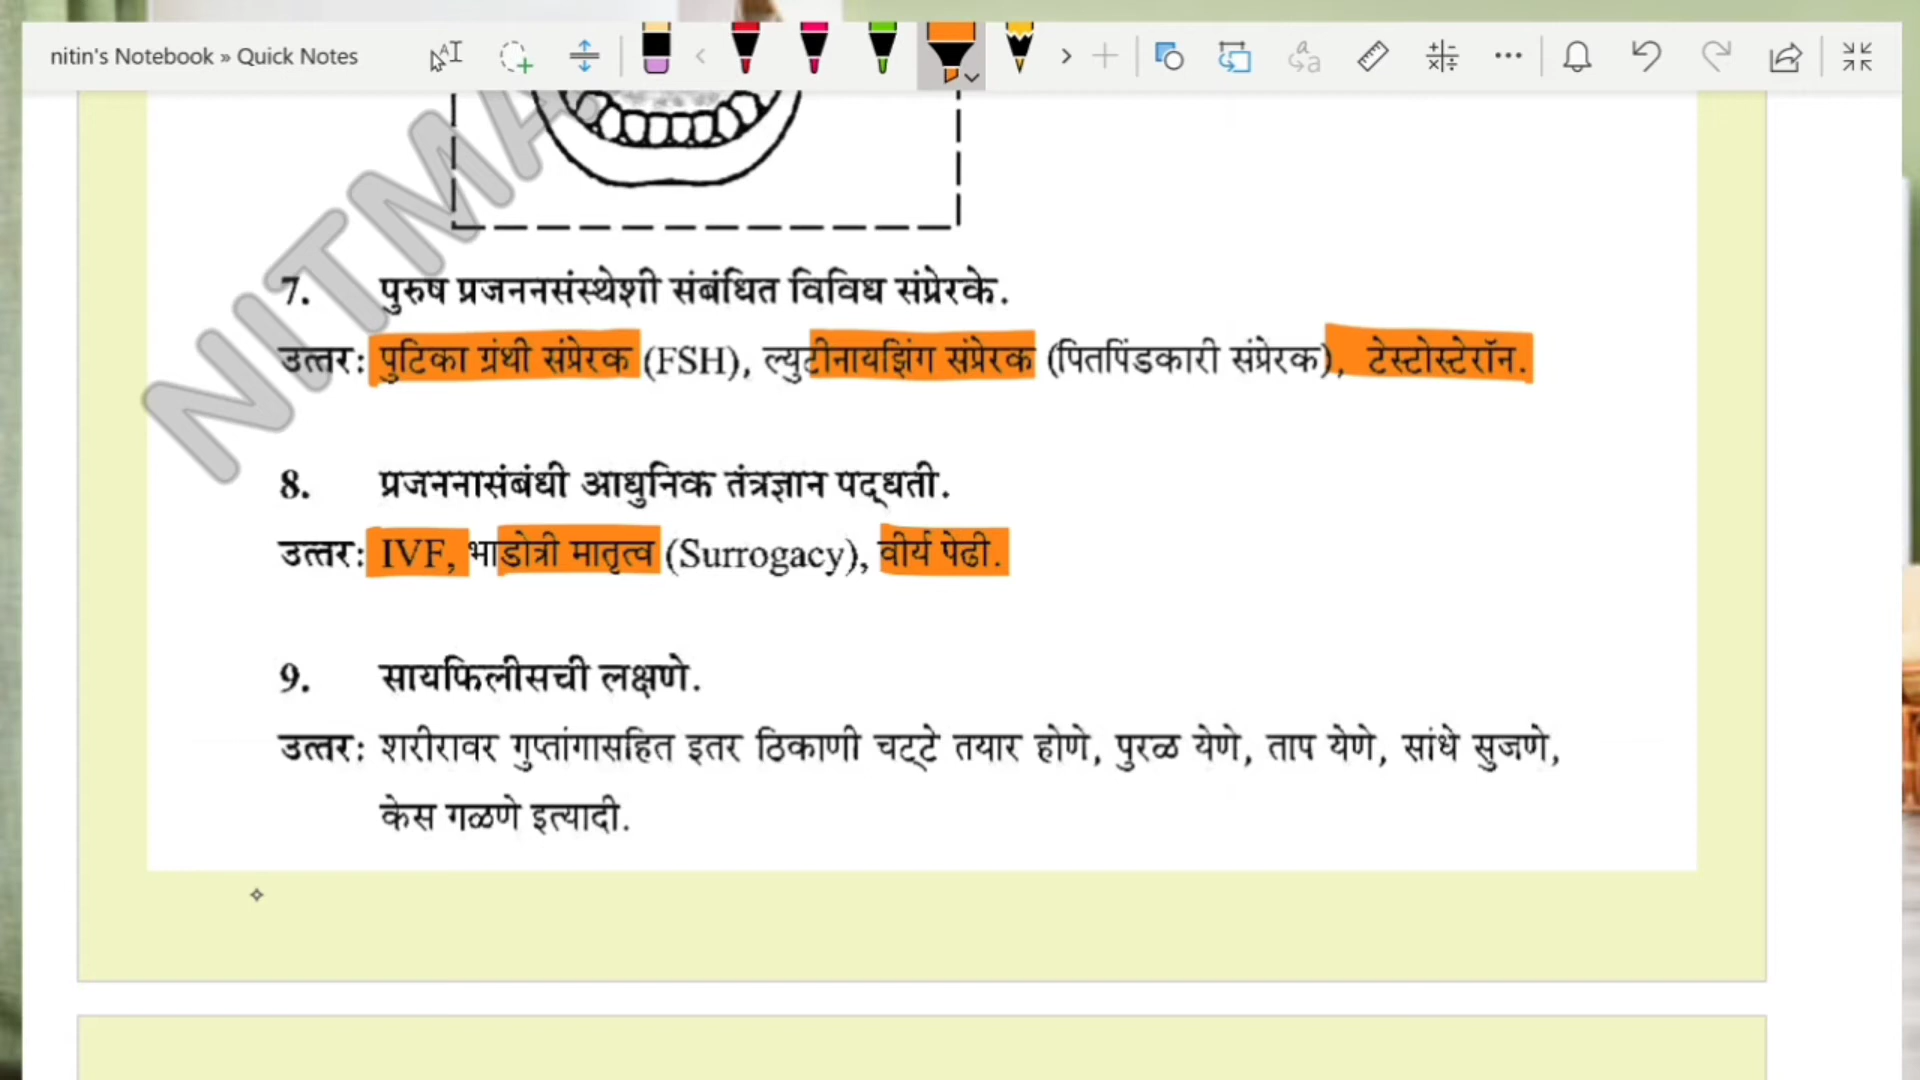 nitin's Notebook » Quick Notes
NITMA
7. पुरुष प्रजननसंस्थेशी संबंधित विविध संप्रेरके.
उत्तर: पुटिका ग्रंथी संप्रेरक (FSH), ल्युटीनायझिंग संप्रेरक (पितपिंडकारी संप्रेरक), टेस्टोस्टेरॉन.
8. प्रजननासंबंधी आधुनिक तंत्रज्ञान पद्धती.
उत्तर: IVF, भाडोत्री मातृत्व (Surrogacy), वीर्य पेढी.
9. सायफिलीसची लक्षणे.
उत्तर: शरीरावर गुप्तांगासहित इतर ठिकाणी चट्टे तयार होणे, पुरळ येणे, ताप येणे, सांधे सुजणे,
केस गळणे इत्यादी.